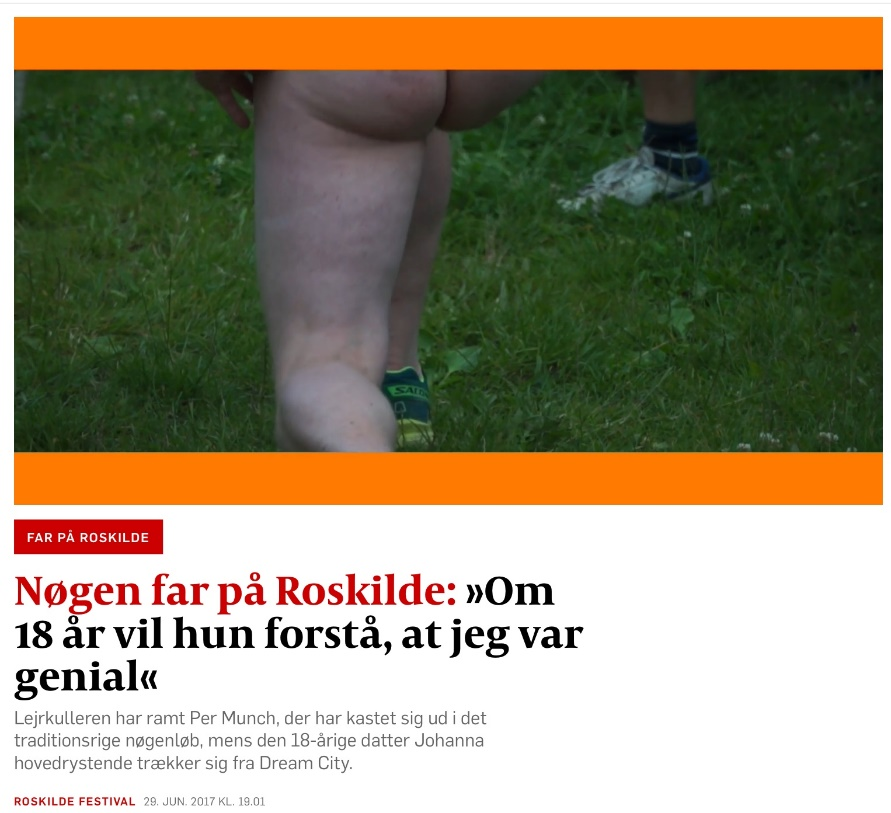 FAR PÅ ROSKILDE
Nøgen far på Roskilde: »Om
18 år vil hun forstå, at jeg var
genial«
Lejrkulleren har ramt Per Munch, der har kastet sig ud i det
traditionsrige nøgenløb, mens den 18-årige datter Johanna
hovedrystende trækker sig fra Dream City.
ROSKILDE FESTIVAL 29. JUN. 2017 KL. 19.01